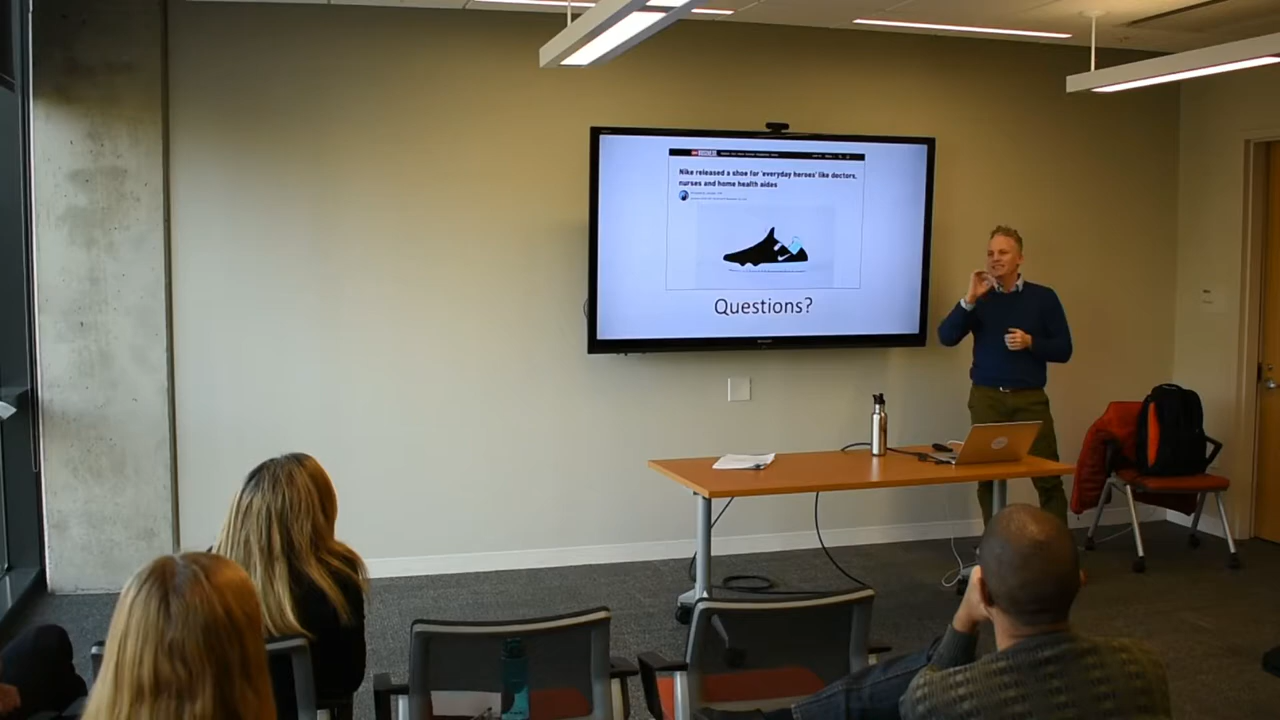 Nike released a shoe for 'everyday heroes' like doctors,
nurses and home health aides
Questions?